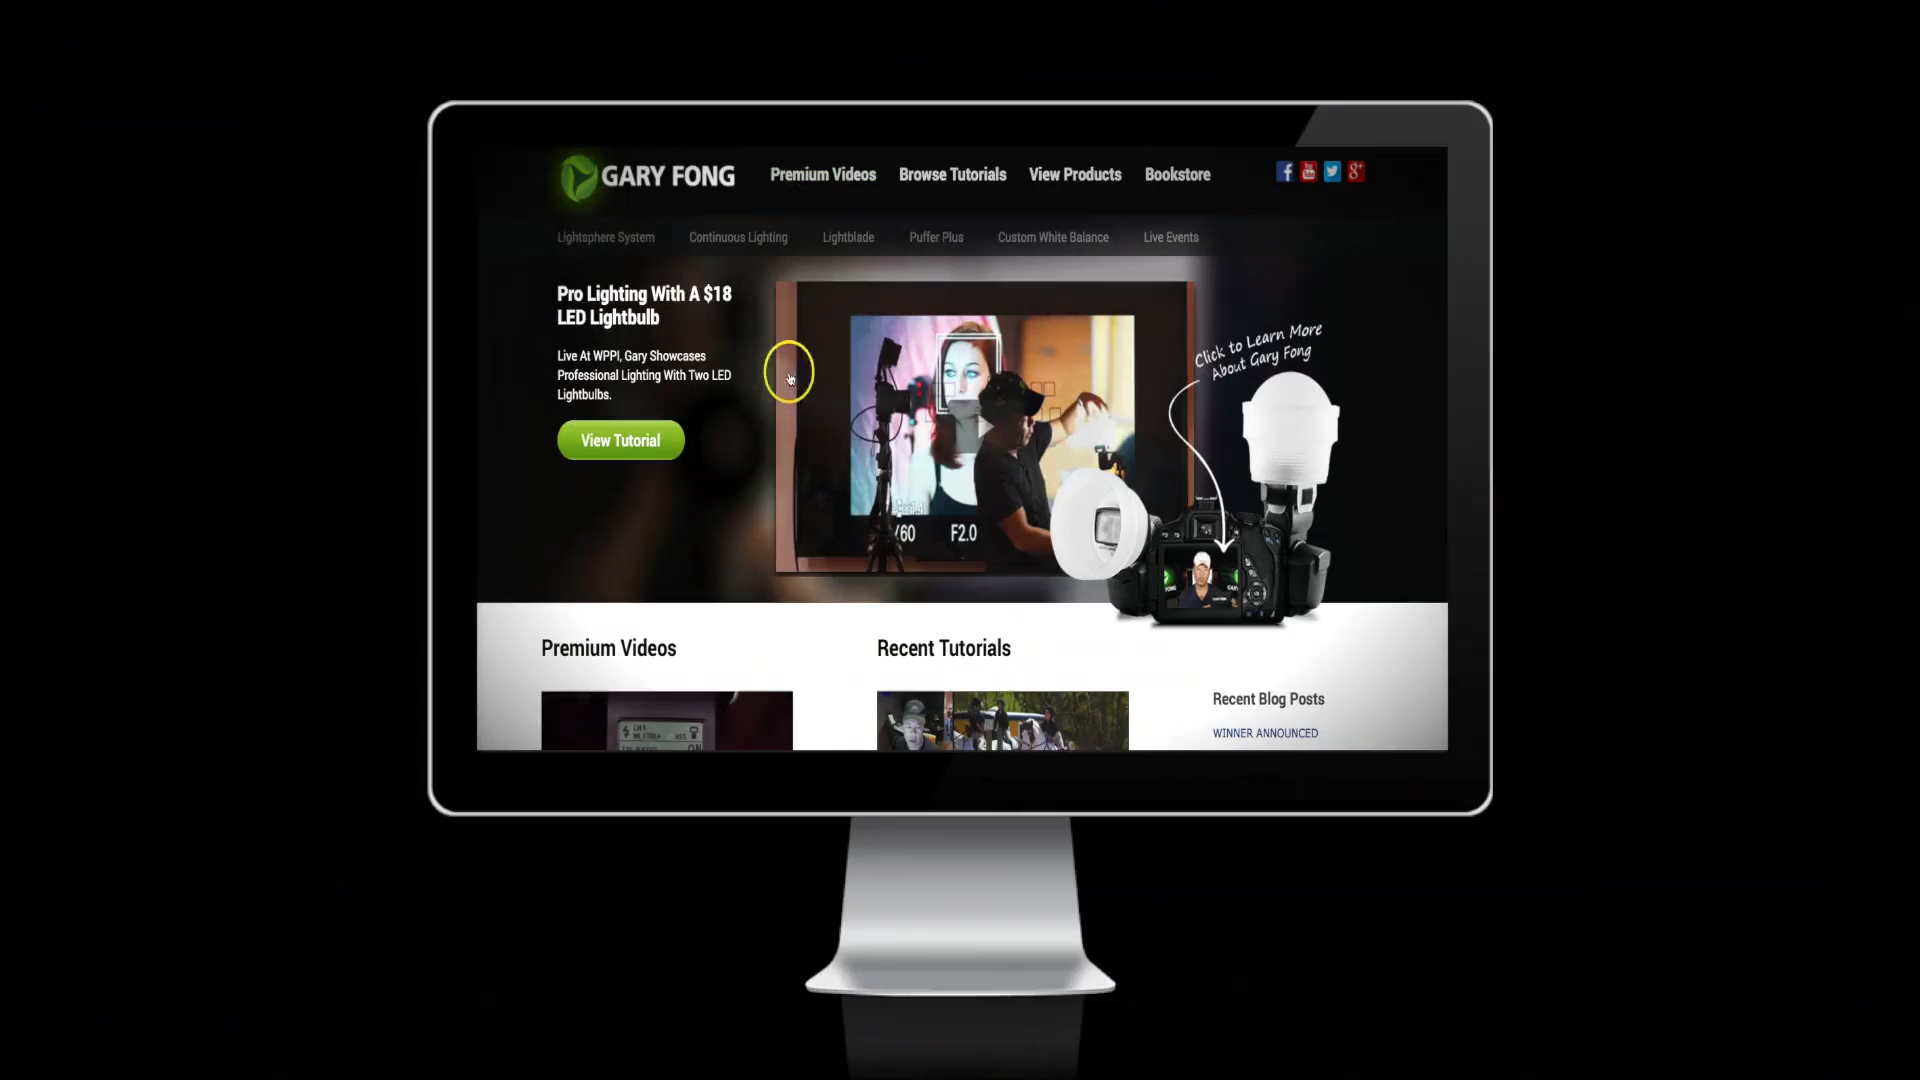 GARY FONG
Premium Videos
Browse Tutorials
View Products
Bookstore
Lightsphere System
Continuous Lighting
Lightblade
Puffer Plus
Custom White Balance
Live Events
Pro Lighting With A $18
LED Lightbulb
Live At WPPI, Gary Showcases
Professional Lighting With Two LED
Lightbulbs.
View Tutorial
F2.0
Click to Learn More
About Gary Fong
Premium Videos
Recent Tutorials
Recent Blog Posts
WINNER ANNOUNCED